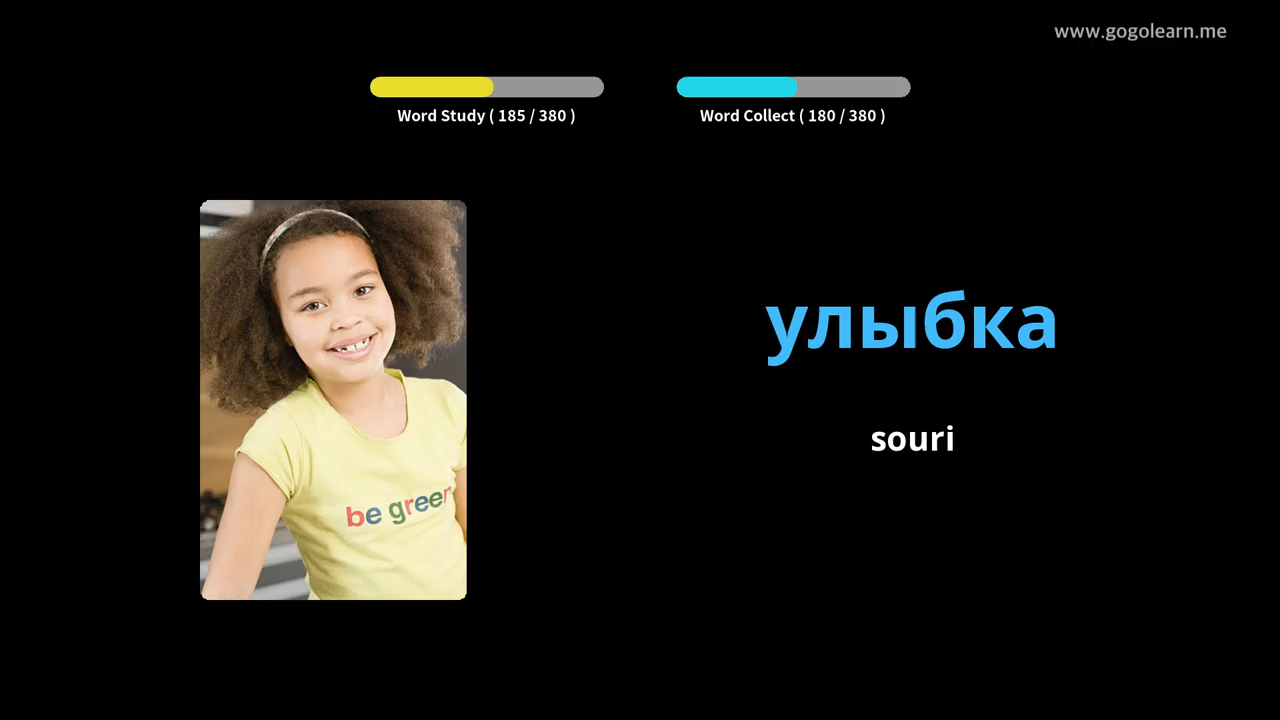 www.gogolearn.me
Word Study ( 185 / 380 )
Word Collect ( 180 / 380 )
улыбка
souri
be green